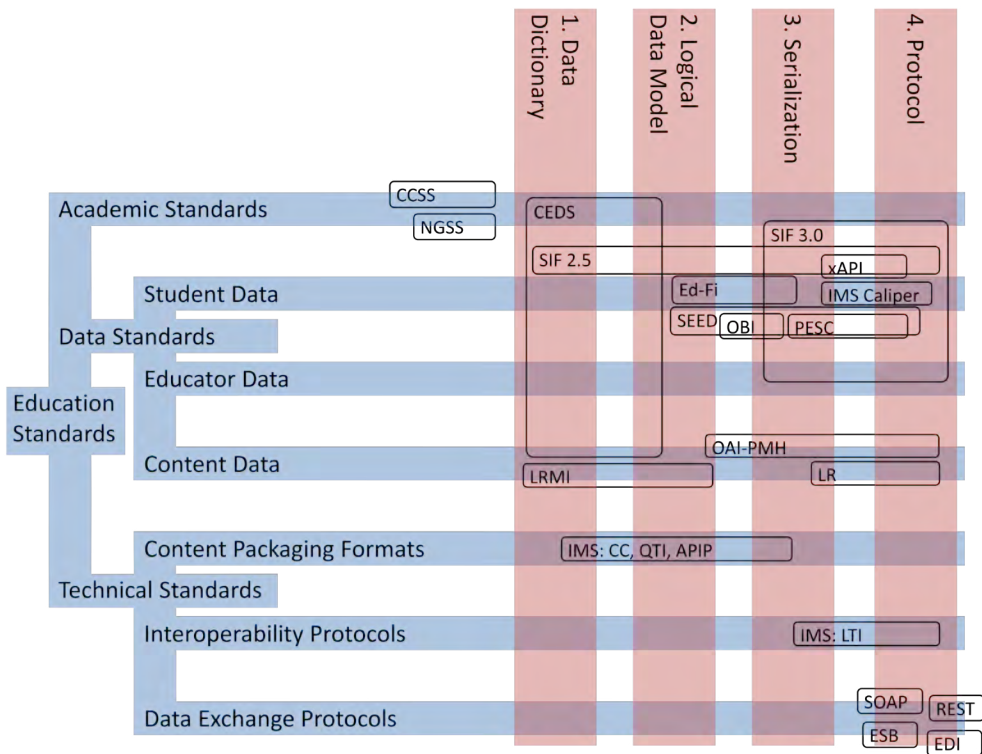 1. Data
Dictionary
2. Logical
Data Model
3. Serialization
4. Protocol
CCSS
Academic Standards
NGSS
CEDS
SIF 3.0
SIF 2.5
xAPI
Student Data
Ed-Fi
IMS Caliper
SEED
OBI
PESC
Data Standards
Educator Data
Education
Standards
OAI-PMH
Content Data
LRMI
LR
Content Packaging Formats
IMS: CC, QTI, APIP
Technical Standards
Interoperability Protocols
IMS: LTI
SOAP
REST
Data Exchange Protocols
ESB
EDI